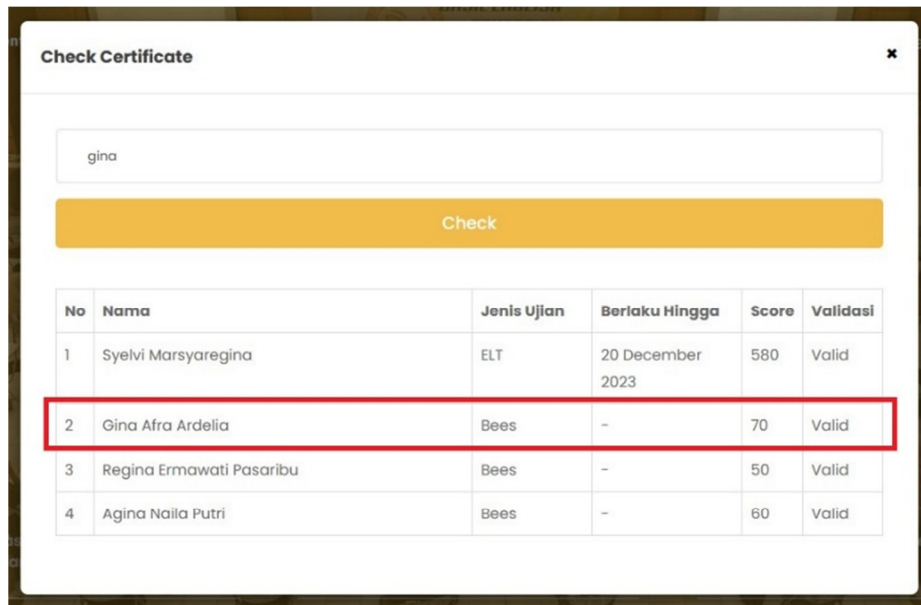 Check Certificate ×
gina
Check
No Nama Jenis Ujian Berlaku Hingga Score Validasi
1 Syelvi Marsyaregina ELT 20 December 2023 580 Valid
2 Gina Afra Ardelia Bees - 70 Valid
3 Regina Ermawati Pasaribu Bees - 50 Valid
4 Agina Naila Putri Bees - 60 Valid